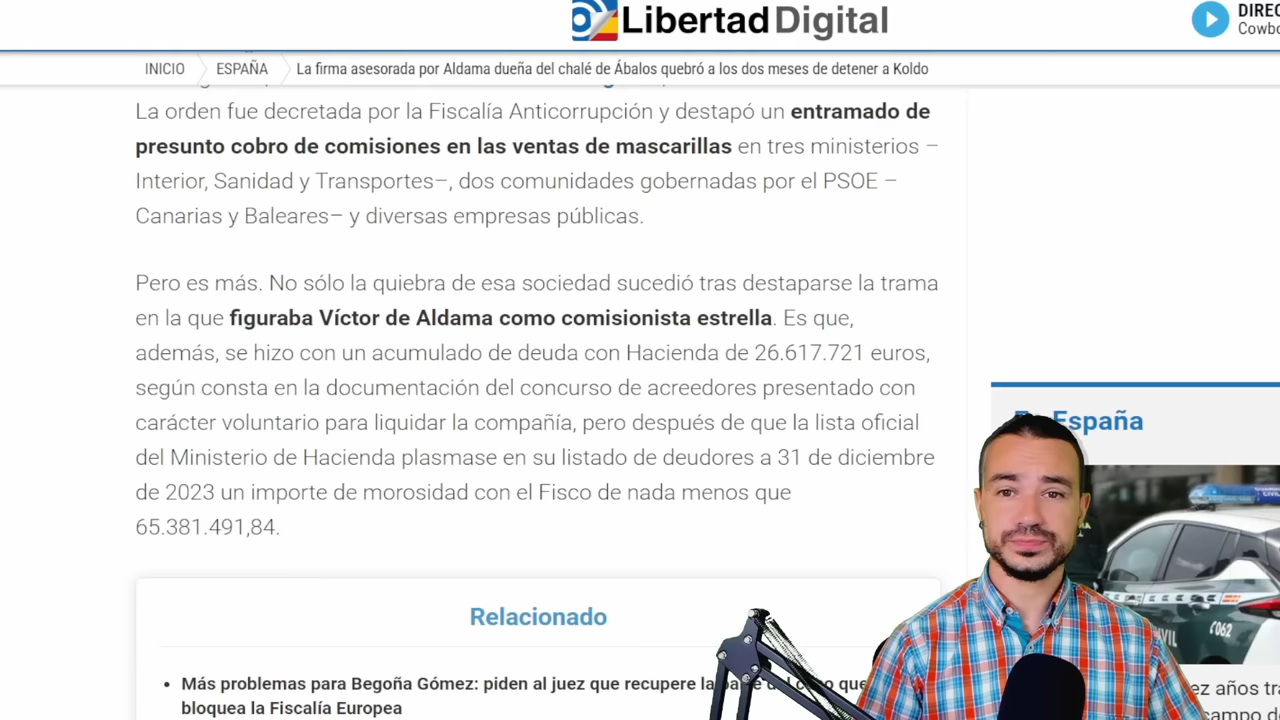 Libertad Digital
DIREC
Cowbo
INICIO
ESPAÑA
La firma asesorada por Aldama dueña del chalé de Ábalos quebró a los dos meses de detener a Koldo
La orden fue decretada por la Fiscalía Anticorrupción y destapó un entramado de
presunto cobro de comisiones en las ventas de mascarillas en tres ministerios –
Interior, Sanidad y Transportes–, dos comunidades gobernadas por el PSOE –
Canarias y Baleares– y diversas empresas públicas.
Pero es más. No sólo la quiebra de esa sociedad sucedió tras destaparse la trama
en la que figuraba Víctor de Aldama como comisionista estrella. Es que,
además, se hizo con un acumulado de deuda con Hacienda de 26.617.721 euros,
según consta en la documentación del concurso de acreedores presentado con
carácter voluntario para liquidar la compañía, pero después de que la lista oficial
del Ministerio de Hacienda plasmase en su listado de deudores a 31 de diciembre
de 2023 un importe de morosidad con el Fisco de nada menos que
65.381.491,84.
España
Relacionado
• Más problemas para Begoña Gómez: piden al juez que recupere la que
bloquea la Fiscalía Europea
VIL
C062
ez años tra
campo d